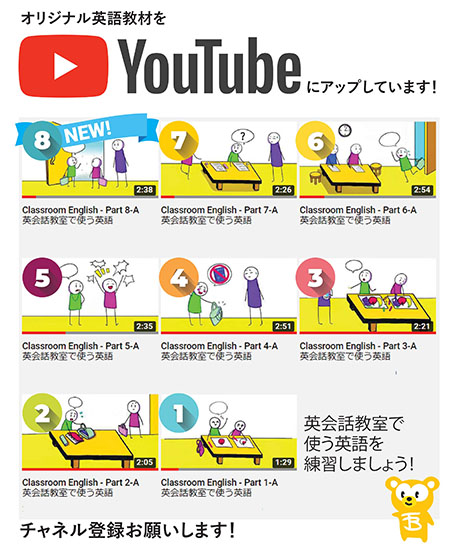 オリジナル英語教材を
YouTubeにアップしています!
8 NEW!
2:38
Classroom English - Part 8-A
英会話教室で使う英語
7
?
2:26
Classroom English - Part 7-A
英会話教室で使う英語
6
2:54
Classroom English - Part 6-A
英会話教室で使う英語
5
2:35
Classroom English - Part 5-A
英会話教室で使う英語
4
2:51
Classroom English - Part 4-A
英会話教室で使う英語
3
2:21
Classroom English - Part 3-A
英会話教室で使う英語
2
2:05
Classroom English - Part 2-A
英会話教室で使う英語
1
1:29
Classroom English - Part 1-A
英会話教室で使う英語
英会話教室で
使う英語を
練習しましょう!
チャネル登録お願いします!